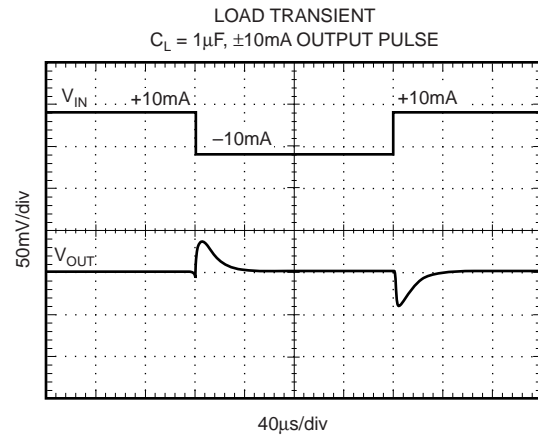 LOAD TRANSIENT
C_L = 1μF, ±10mA OUTPUT PULSE
V_IN
+10mA
+10mA
–10mA
50mV/div
V_OUT
40μs/div